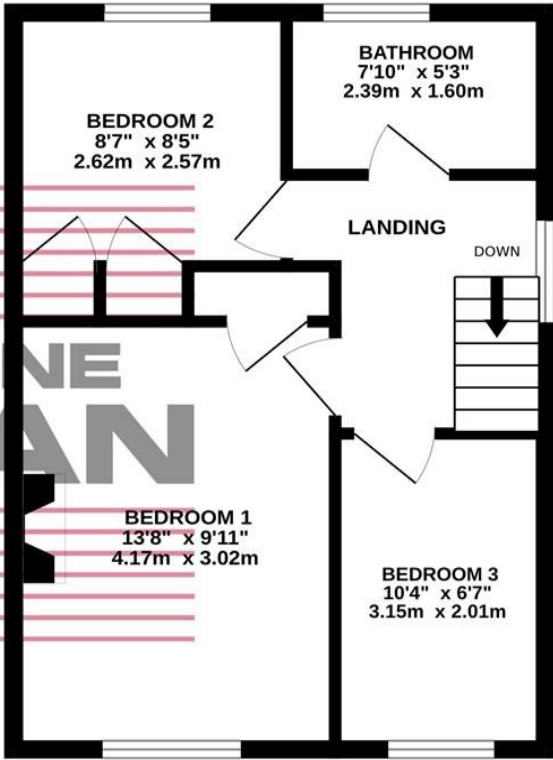 BATHROOM
7'10" x 5'3"
2.39m x 1.60m
BEDROOM 2
8'7" x 8'5"
2.62m x 2.57m
LANDING
DOWN
NE
AN
BEDROOM 1
13'8" x 9'11"
4.17m x 3.02m
BEDROOM 3
10'4" x 6'7"
3.15m x 2.01m